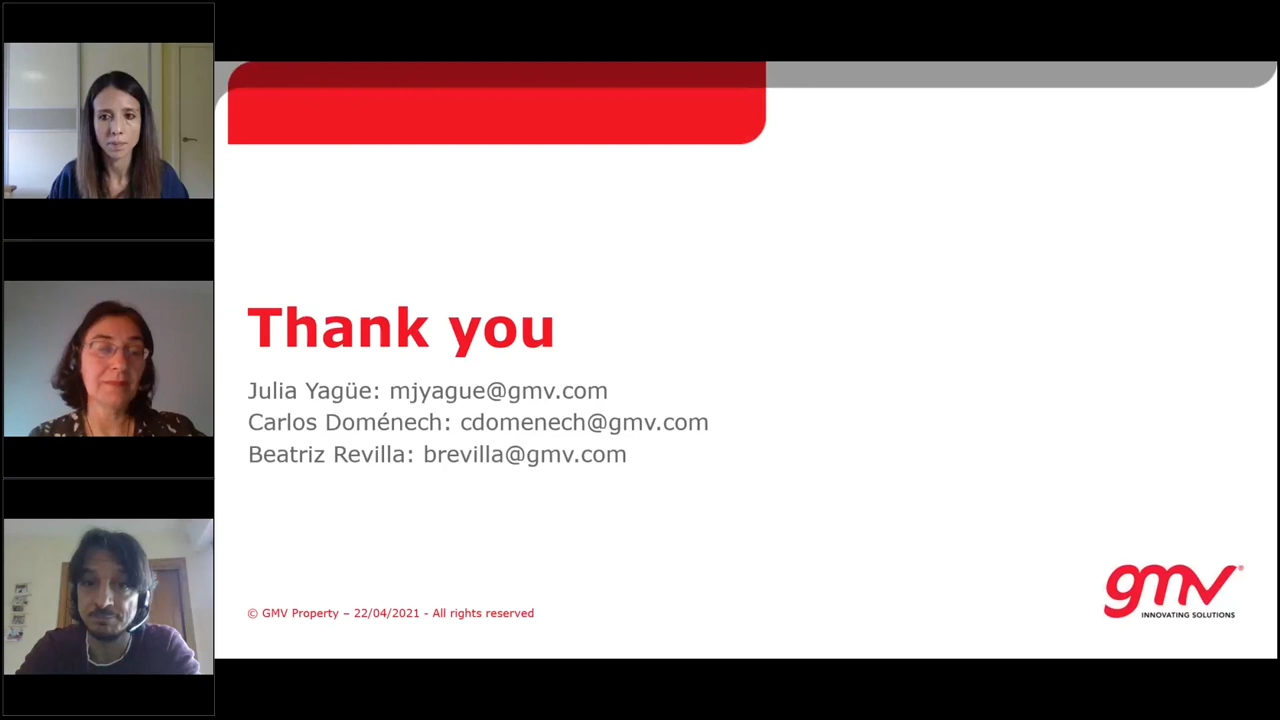 Thank you
Julia Yagüe: mjyague@gmv.com
Carlos Doménech: cdomenech@gmv.com
Beatriz Revilla: brevilla@gmv.com
© GMV Property – 22/04/2021 - All rights reserved
gmv®
INNOVATING SOLUTIONS